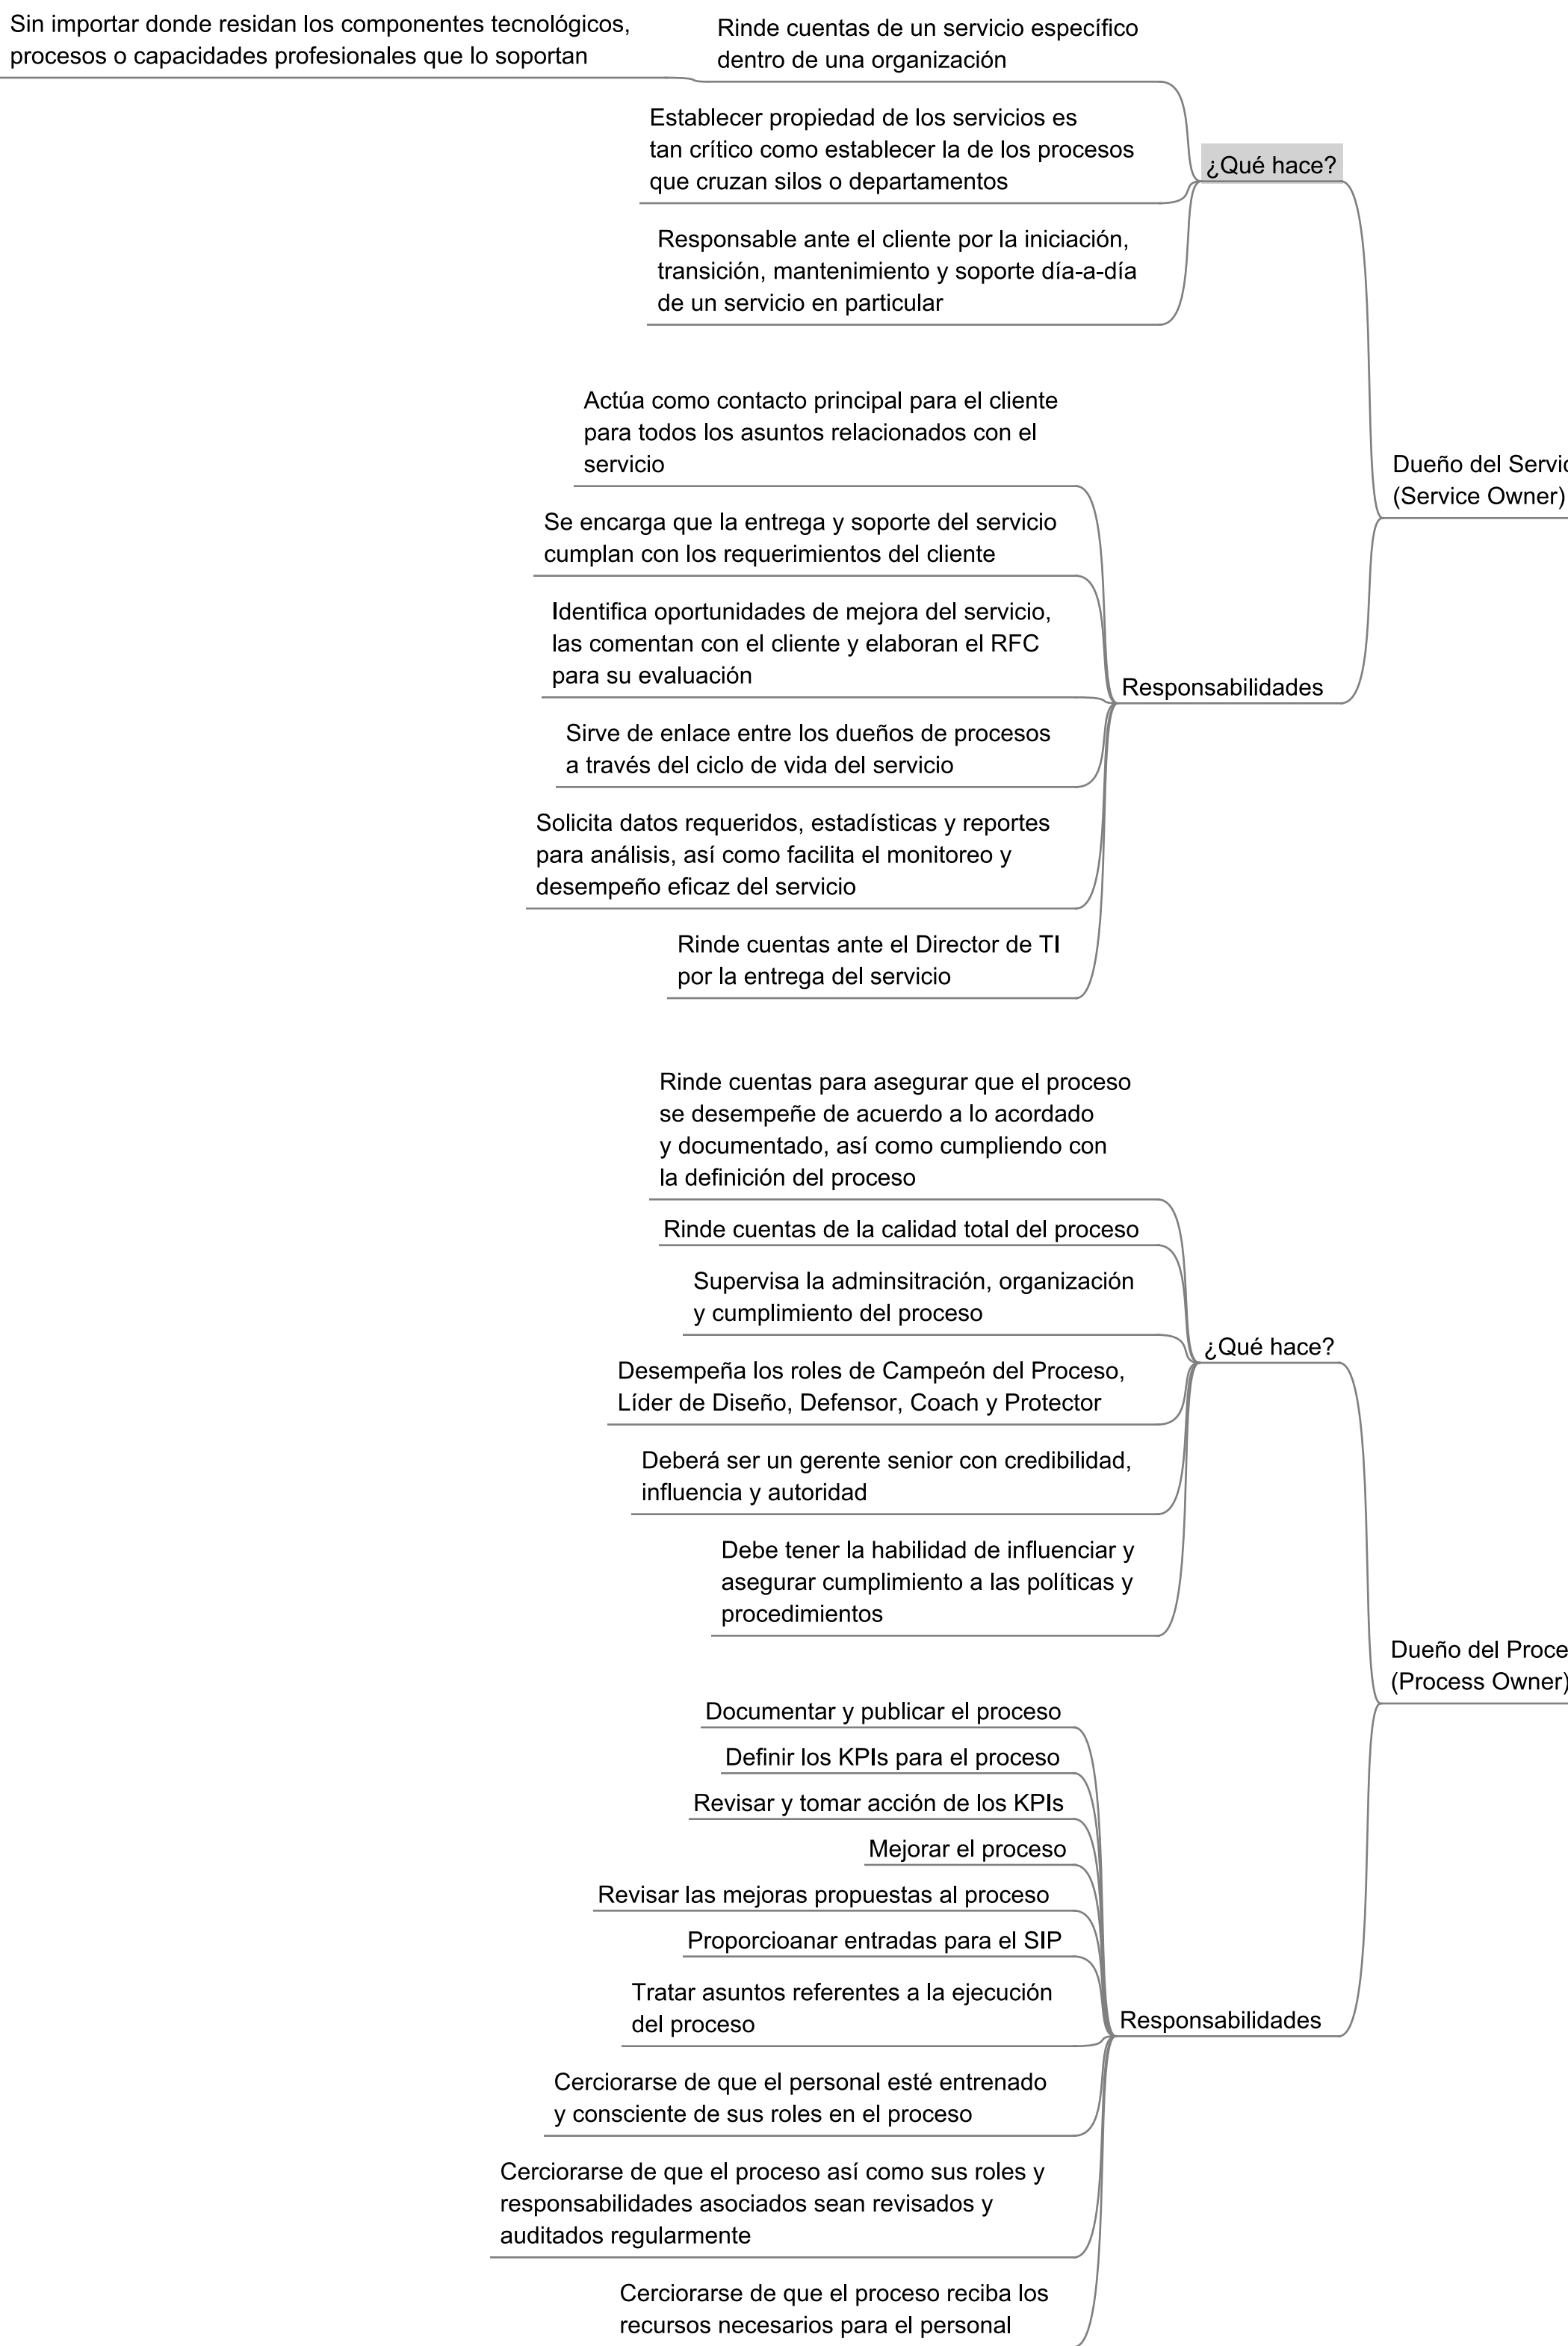 Sin importar donde residan los componentes tecnológicos,
procesos o capacidades profesionales que lo soportan
Rinde cuentas de un servicio específico
dentro de una organización
Establecer propiedad de los servicios es
tan crítico como establecer la de los procesos
que cruzan silos o departamentos
Responsable ante el cliente por la iniciación,
transición, mantenimiento y soporte día-a-día
de un servicio en particular
¿Qué hace?
Actúa como contacto principal para el cliente
para todos los asuntos relacionados con el
servicio
Se encarga que la entrega y soporte del servicio
cumplan con los requerimientos del cliente
Identifica oportunidades de mejora del servicio,
las comentan con el cliente y elaboran el RFC
para su evaluación
Sirve de enlace entre los dueños de procesos
a través del ciclo de vida del servicio
Solicita datos requeridos, estadísticas y reportes
para análisis, así como facilita el monitoreo y
desempeño eficaz del servicio
Rinde cuentas ante el Director de TI
por la entrega del servicio
Responsabilidades
Dueño del
(Service Owner)
Rinde cuentas para asegurar que el proceso
se desempeñe de acuerdo a lo acordado
y documentado, así como cumpliendo con
la definición del proceso
Rinde cuentas de la calidad total del proceso
Supervisa la adminsitración, organización
y cumplimiento del proceso
Desempeña los roles de Campeón del Proceso,
Líder de Diseño, Defensor, Coach y Protector
Deberá ser un gerente senior con credibilidad,
influencia y autoridad
Debe tener la habilidad de influenciar y
asegurar cumplimiento a las políticas y
procedimientos
¿Qué hace?
Documentar y publicar el proceso
Definir los KPIs para el proceso
Revisar y tomar acción de los KPIs
Mejorar el proceso
Revisar las mejoras propuestas al proceso
Proporcioanar entradas para el SIP
Tratar asuntos referentes a la ejecución
del proceso
Cerciorarse de que el personal esté entrenado
y consciente de sus roles en el proceso
Cerciorarse de que el proceso así como sus roles y
responsabilidades asociados sean revisados y
auditados regularmente
Cerciorarse de que el proceso reciba los
recursos necesarios para el personal
Responsabilidades
Dueño del
(Process Owner)